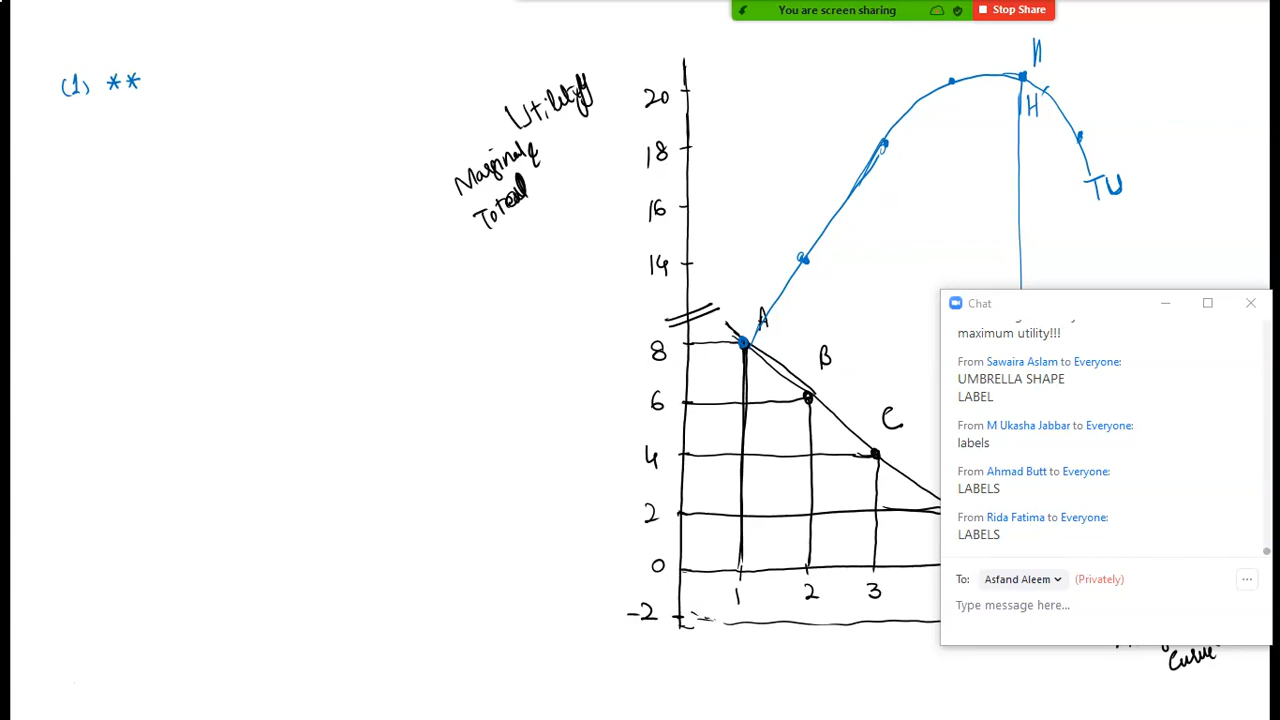 You are screen sharing
Stop Share
(1) **
Utility
Marginal &
Total
20
18
16
14
8
6
4
2
0
-2
1
2
3
A
B
C
H
H'
TU
Chat
maximum utility!!!
From Sawaira Aslam to Everyone:
UMBRELLA SHAPE
LABEL
From M Ukasha Jabbar to Everyone:
labels
From Ahmad Butt to Everyone:
LABELS
From Rida Fatima to Everyone:
LABELS
To: Asfand Aleem (Privately)
Type message here...
Curve